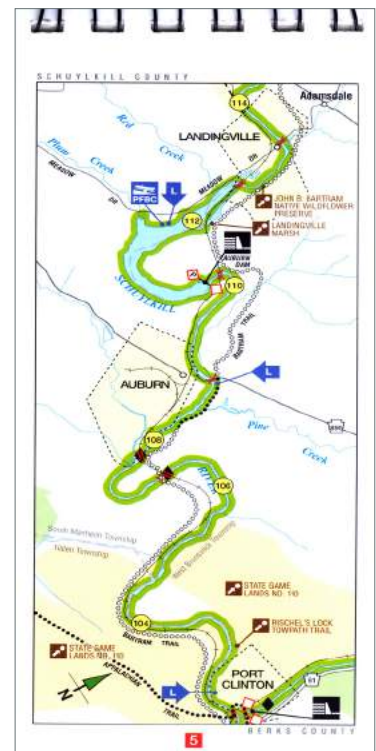 SCHUYLKILL COUNTY
Adamsdale
114
LANDINGVILLE
Red
Creek
Plum
Creek
MEADOW
DR
MEADOW
DR
PFBC
L
112
JOHN B. BARTRAM
NATIVE WILDFLOWER
PRESERVE
LANDINGVILLE
MARSH
AUBURN
DAM
SCHUYLKILL
110
BARTRAM TRAIL
AUBURN
L
895
Pine
Creek
108
RIVER
106
South Manheim Township
West Brunswick Township
STATE GAME
LANDS NO. 110
104
BARTRAM TRAIL
RISCHEL'S LOCK
TOWPATH TRAIL
STATE GAME
LANDS NO. 110
APPALACHIAN
TRAIL
N
L
PORT
CLINTON
61
BERKS COUNTY
5